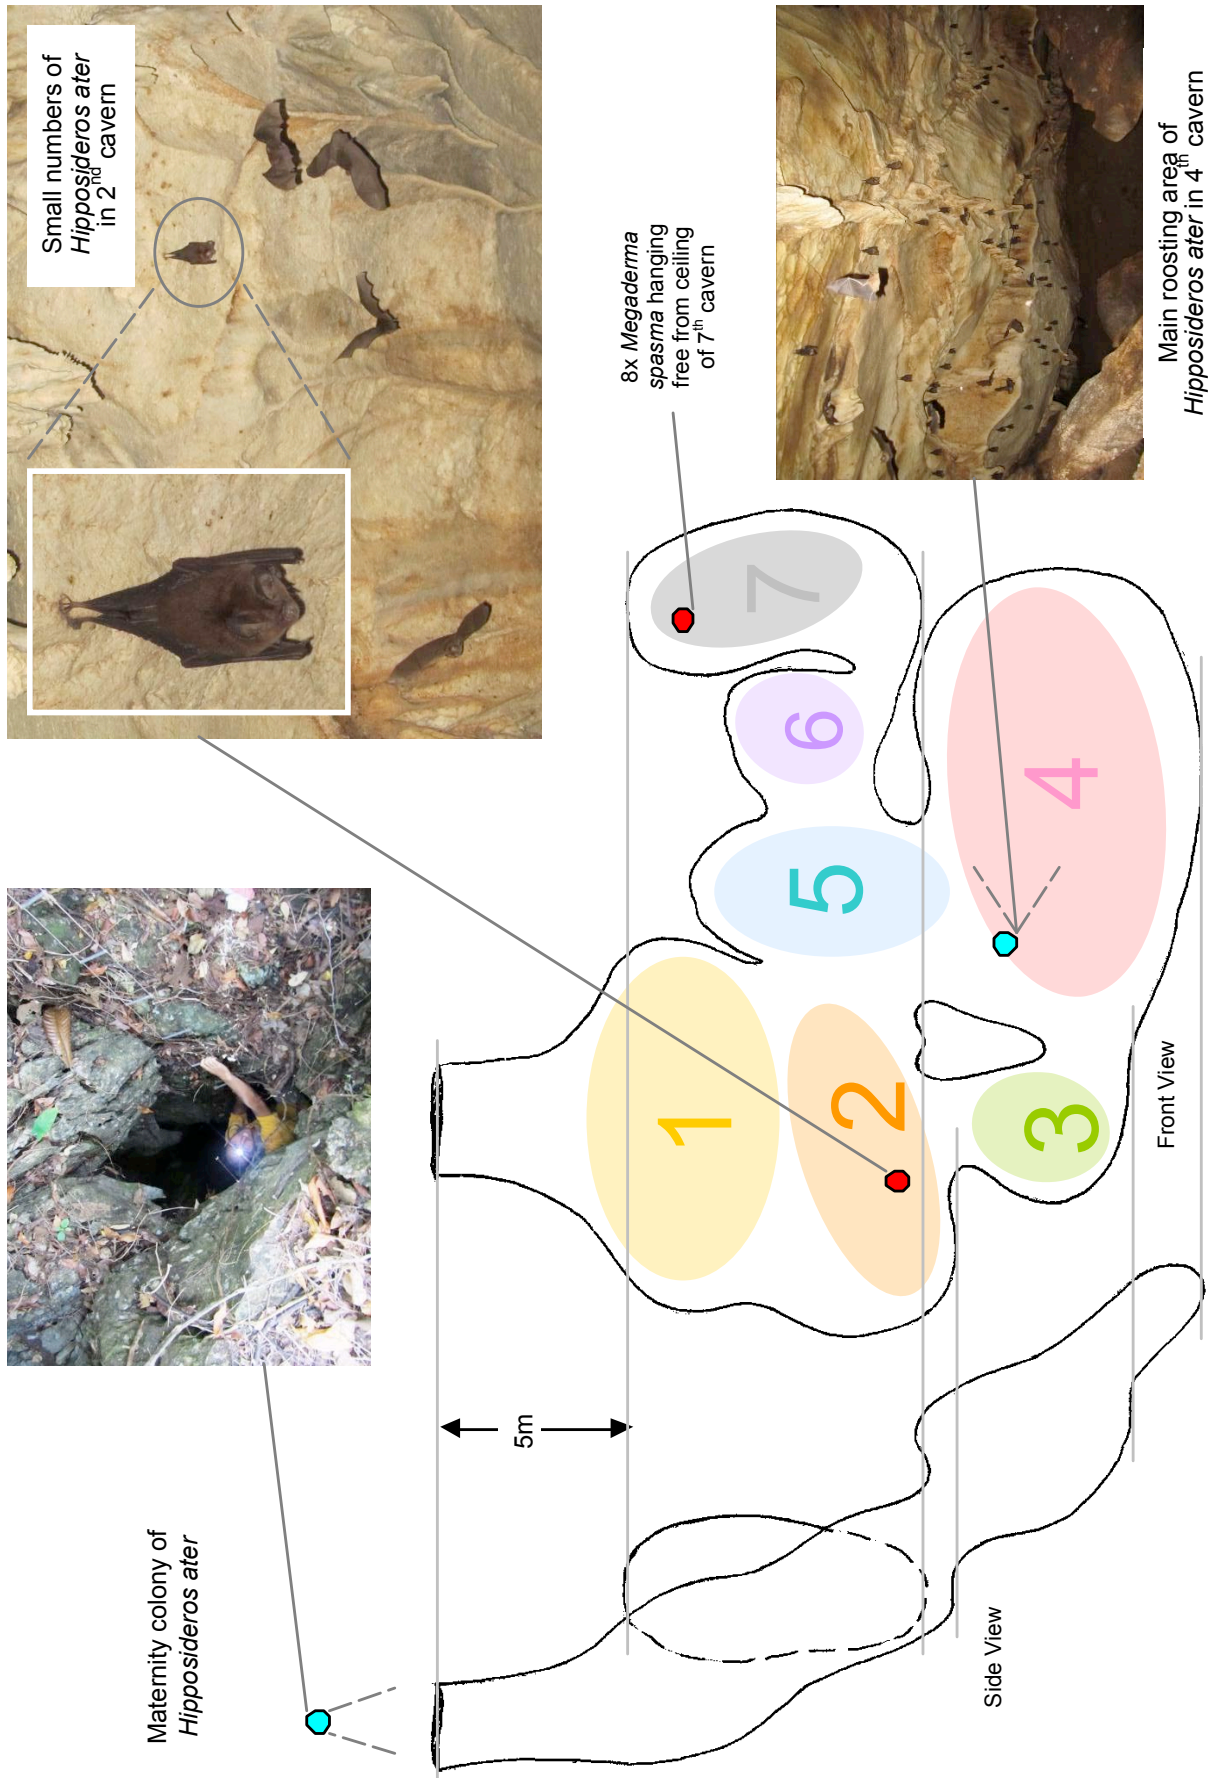 Maternity colony of
Hipposideros ater
Small numbers of
Hipposideros ater
in 2nd cavern
8x Megaderma
spasma hanging
free from ceiling
of 7th cavern
Main roosting area of
Hipposideros ater in 4th cavern
5m
1
2
3
4
5
6
7
Side View
Front View